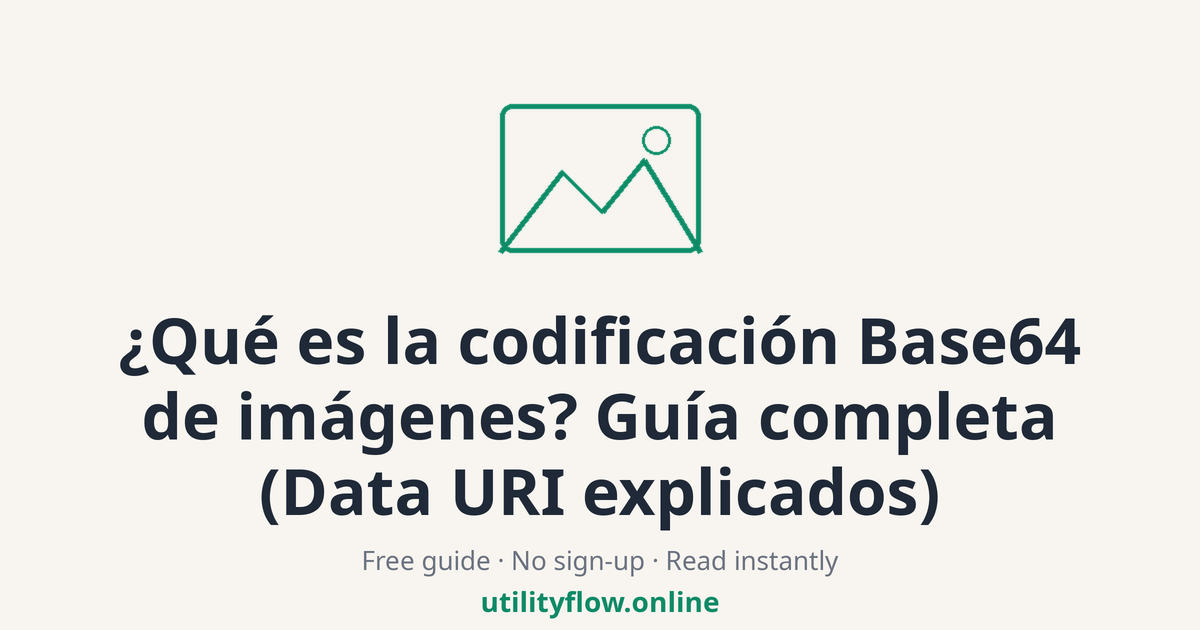 ¿Qué es la codificación Base64
de imágenes? Guía completa
(Data URI explicados)
Free guide · No sign-up · Read instantly
utilityflow.online